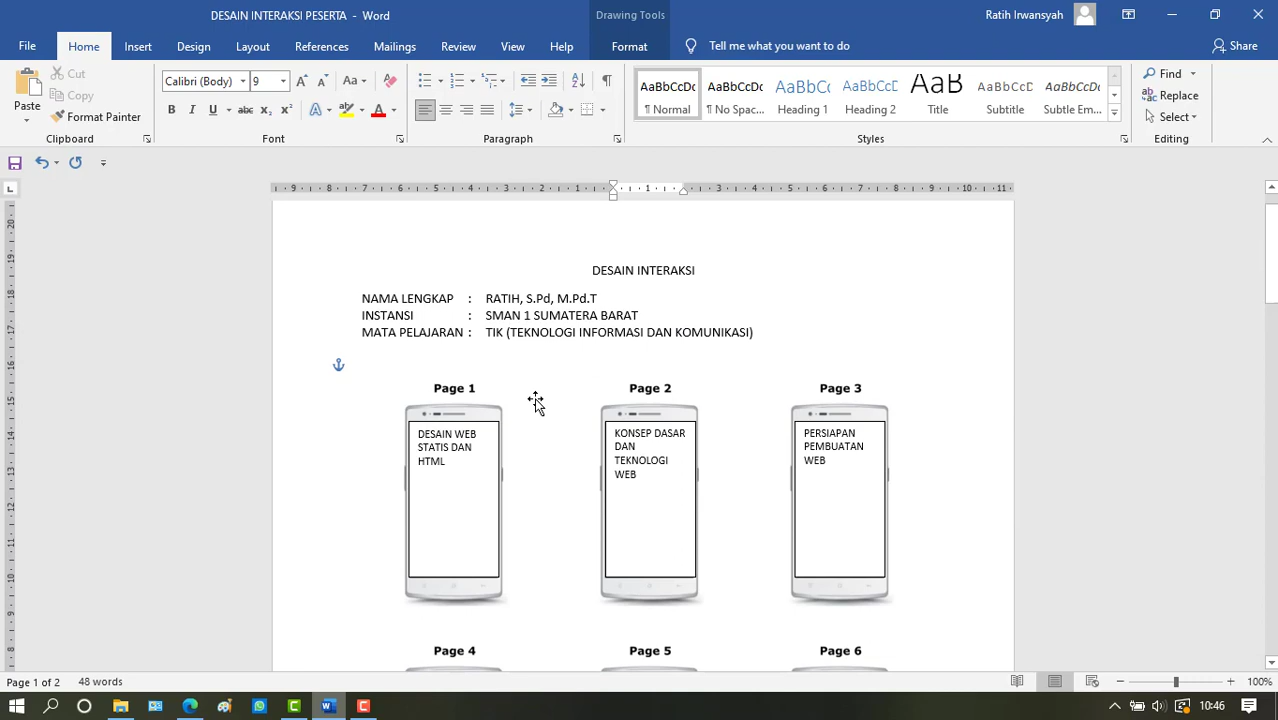 DESAIN INTERAKSI PESERTA - Word
Drawing Tools
Ratih Irwansyah
File
Home
Insert
Design
Layout
References
Mailings
Review
View
Help
Format
Tell me what you want to do
Share
Paste
Cut
Copy
Format Painter
Clipboard
Calibri (Body)
9
Font
Paragraph
AaBbCcDc
¶ Normal
AaBbCcDc
¶ No Spac...
AaBbCc
Heading 1
AaBbCcD
Heading 2
AaB
Title
AaBbCcD
Subtitle
AaBbCcDc
Subtle Em...
Styles
Find
Replace
Select
Editing
DESAIN INTERAKSI
NAMA LENGKAP : RATIH, S.Pd, M.Pd.T
INSTANSI : SMAN 1 SUMATERA BARAT
MATA PELAJARAN : TIK (TEKNOLOGI INFORMASI DAN KOMUNIKASI)
Page 1
DESAIN WEB
STATIS DAN
HTML
Page 2
KONSEP DASAR
DAN
TEKNOLOGI
WEB
Page 3
PERSIAPAN
PEMBUATAN
WEB
Page 4
Page 5
Page 6
Page 1 of 2
48 words
100%
10:46